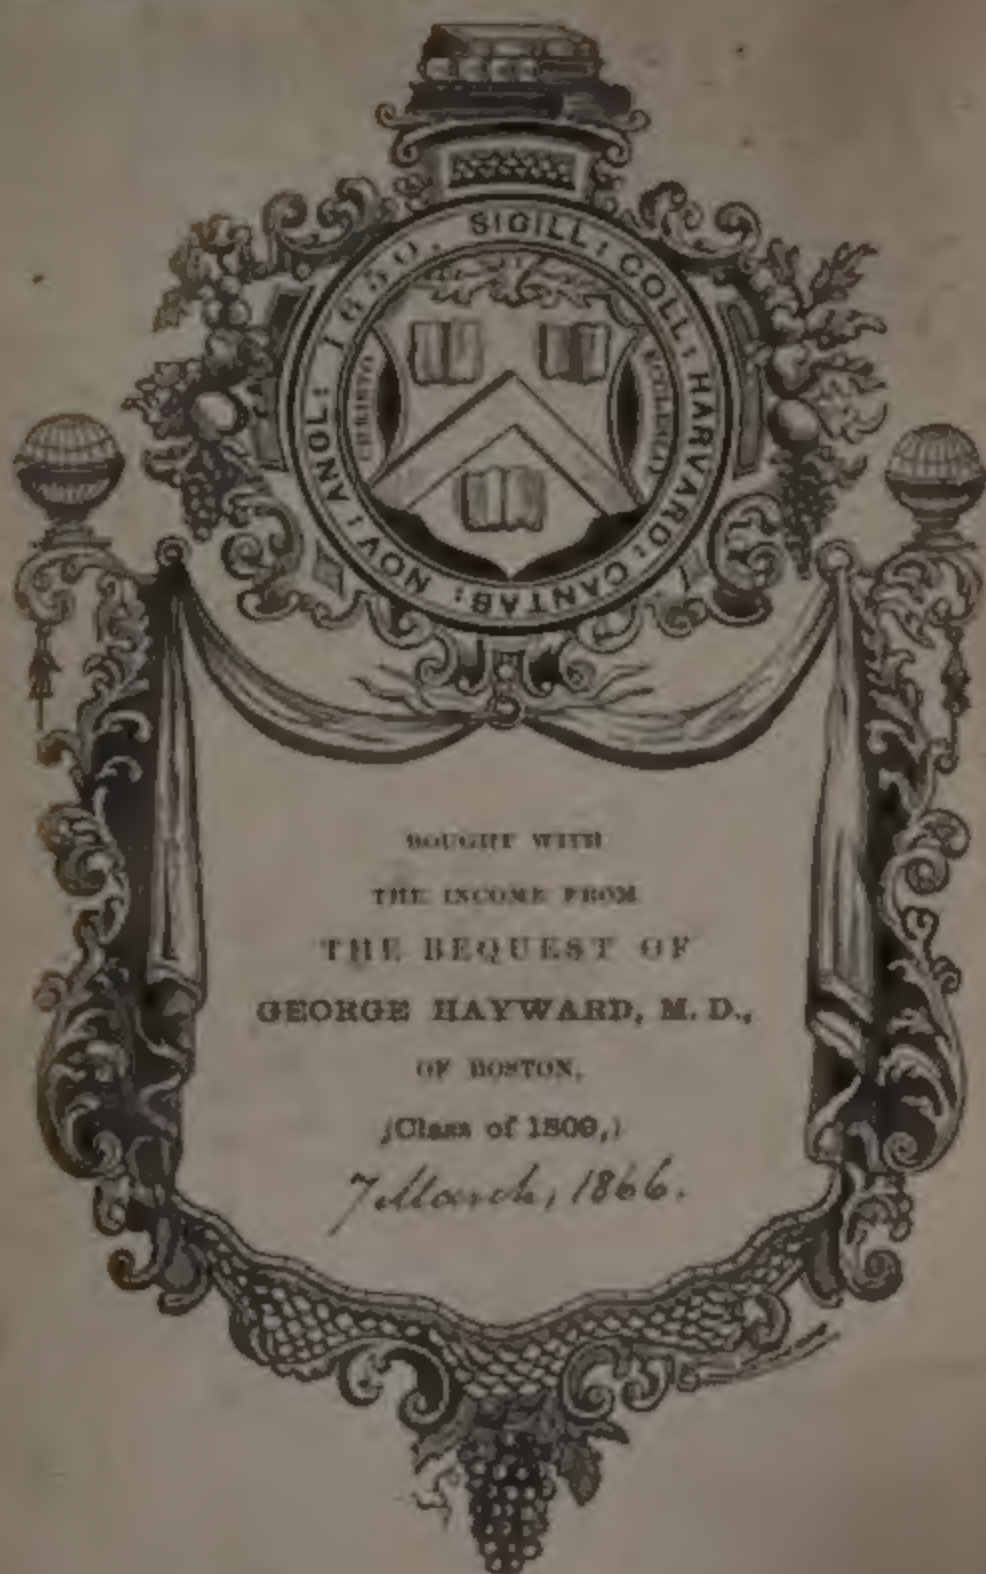 SIGILL: COLL: HARVARD: CANTAB: NOV: ANGL: 1650.
CHRISTO
ECCLESIAE
BOUGHT WITH
THE INCOME FROM
THE BEQUEST OF
GEORGE HAYWARD, M. D.,
OF BOSTON,
(Class of 1809,)
7 March, 1866.